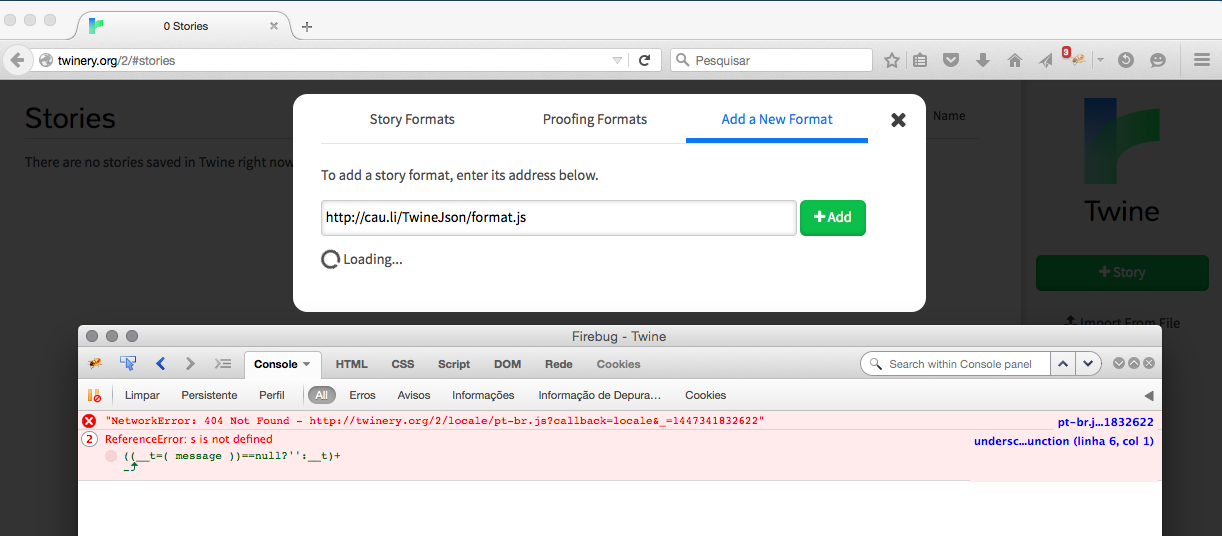 0 Stories
twinery.org/2/#stories
Pesquisar
3
Stories
Name
There are no stories saved in Twine right now
Story Formats
Proofing Formats
Add a New Format
To add a story format, enter its address below.
http://cau.li/TwineJson/format.js
Add
Loading...
Twine
Story
Import From File
Firebug - Twine
Console
HTML
CSS
Script
DOM
Rede
Cookies
Search within Console panel
Limpar
Persistente
Perfil
All
Erros
Avisos
Informações
Informação de Depura...
Cookies
"NetworkError: 404 Not Found - http://twinery.org/2/locale/pt-br.js?callback=locale&_=1447341832622"
pt-br.j...1832622
2
ReferenceError: s is not defined
undersc...unction (linha 6, col 1)
((__t=( message ))==null?'':__t)+